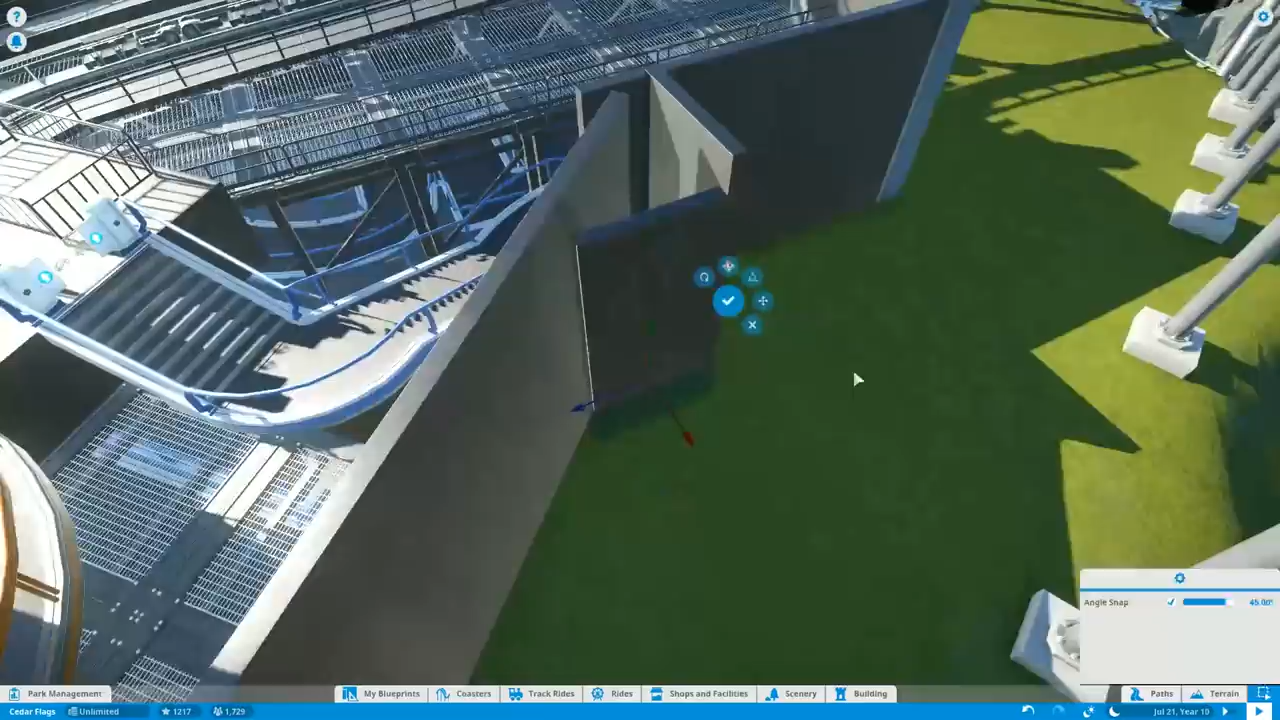 ?
Angle Snap 45.00°
Park Management My Blueprints Coasters Track Rides Rides Shops and Facilities Scenery Building Paths Terrain
Cedar Flags Unlimited 1217 1,729 Jul 21, Year 10